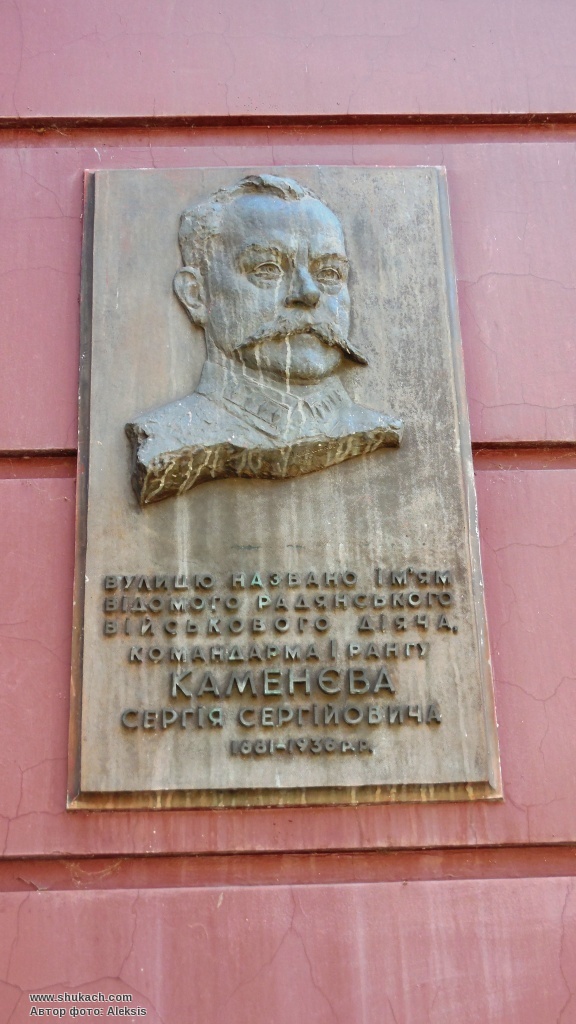 ВУЛИЦЮ НАЗВАНО ІМ'ЯМ
ВІДОМОГО РАДЯНСЬКОГО
ВІЙСЬКОВОГО ДІЯЧА,
КОМАНДАРМА І РАНГУ
КАМЕНЄВА
СЕРГІЯ СЕРГІЙОВИЧА
1881-1936 р.р.
www.shukach.com
Автор фото: Aleksis